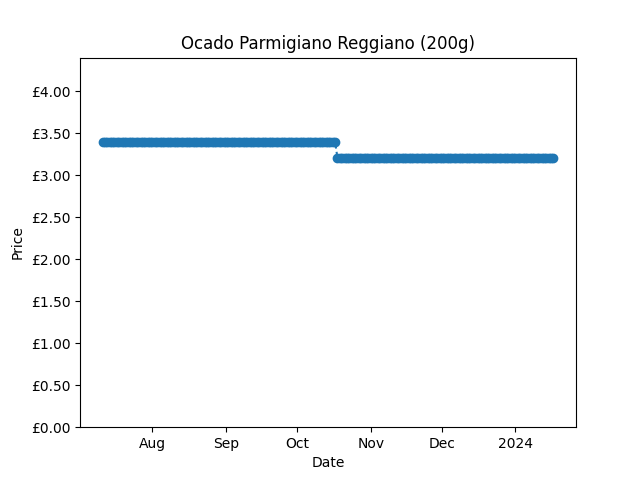 Ocado Parmigiano Reggiano (200g)
£4.00
£3.50
£3.00
£2.50
£2.00
£1.50
£1.00
£0.50
£0.00
Price
Aug Sep Oct Nov Dec 2024
Date